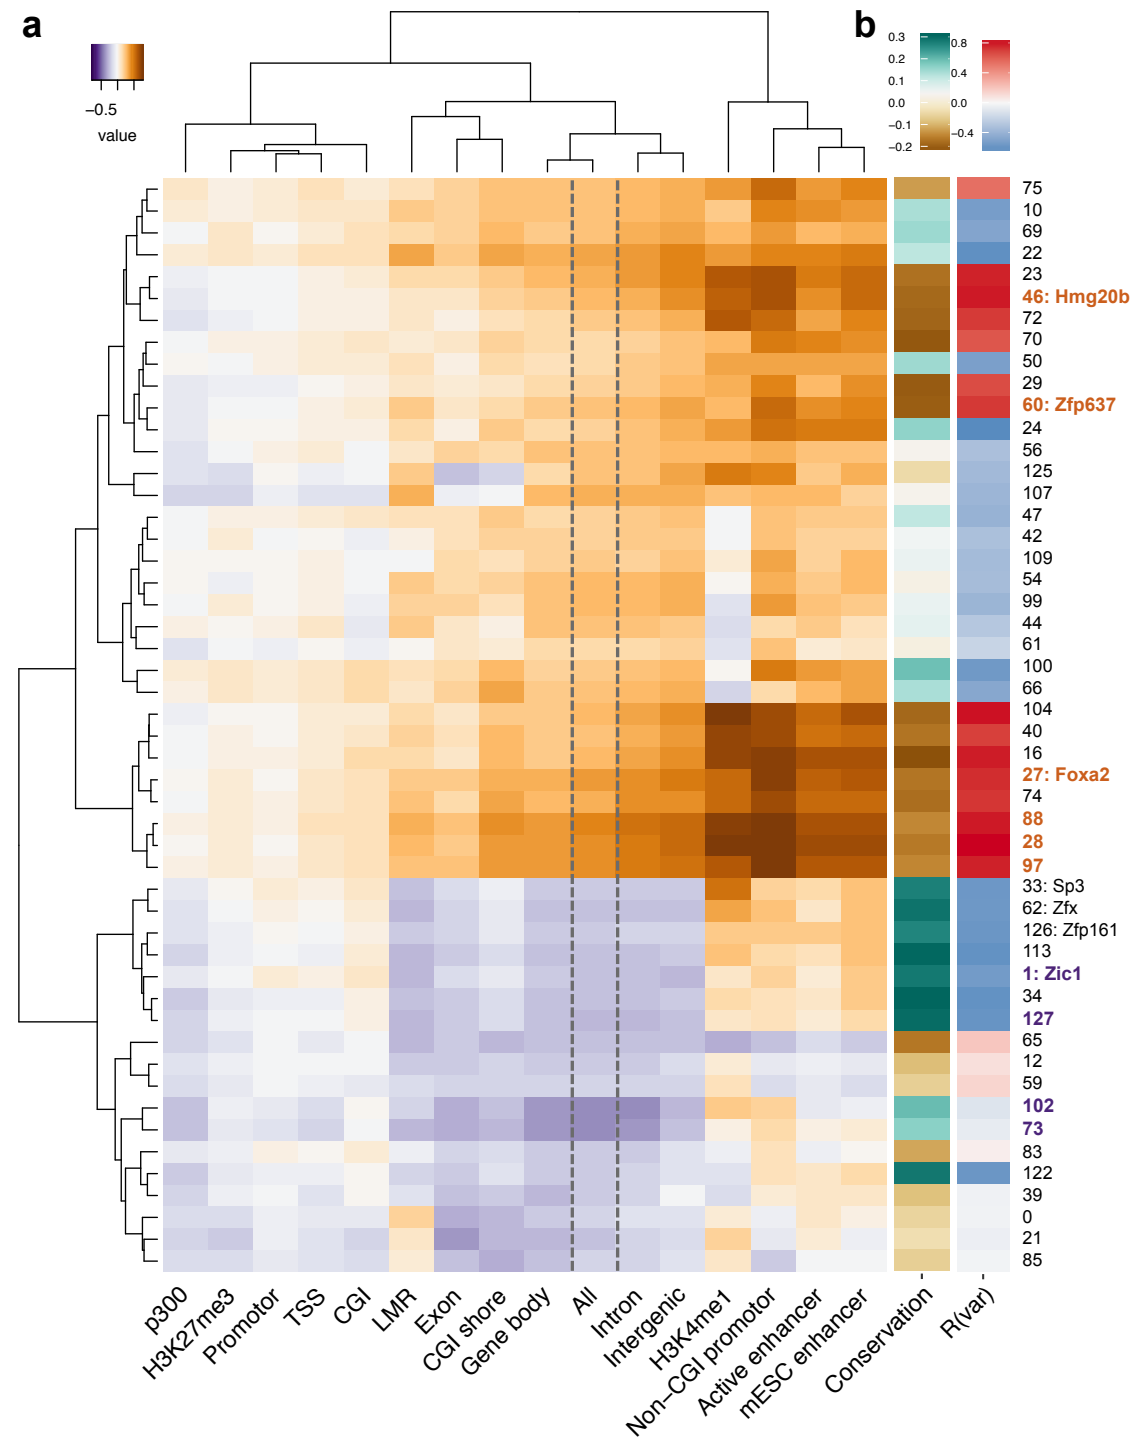 a
−0.5
value
b
0.3
0.2
0.1
0.0
−0.1
−0.2
0.8
0.4
0.0
−0.4
75
10
69
22
23
46: Hmg20b
72
70
50
29
60: Zfp637
24
56
125
107
47
42
109
54
99
44
61
100
66
104
40
16
27: Foxa2
74
88
28
97
33: Sp3
62: Zfx
126: Zfp161
113
1: Zic1
34
127
65
12
59
102
73
83
122
39
0
21
85
p300
H3K27me3
Promotor
TSS
CGI
LMR
Exon
CGI shore
Gene body
All
Intron
Intergenic
H3K4me1
Non−CGI promotor
Active enhancer
mESC enhancer
Conservation
R(var)